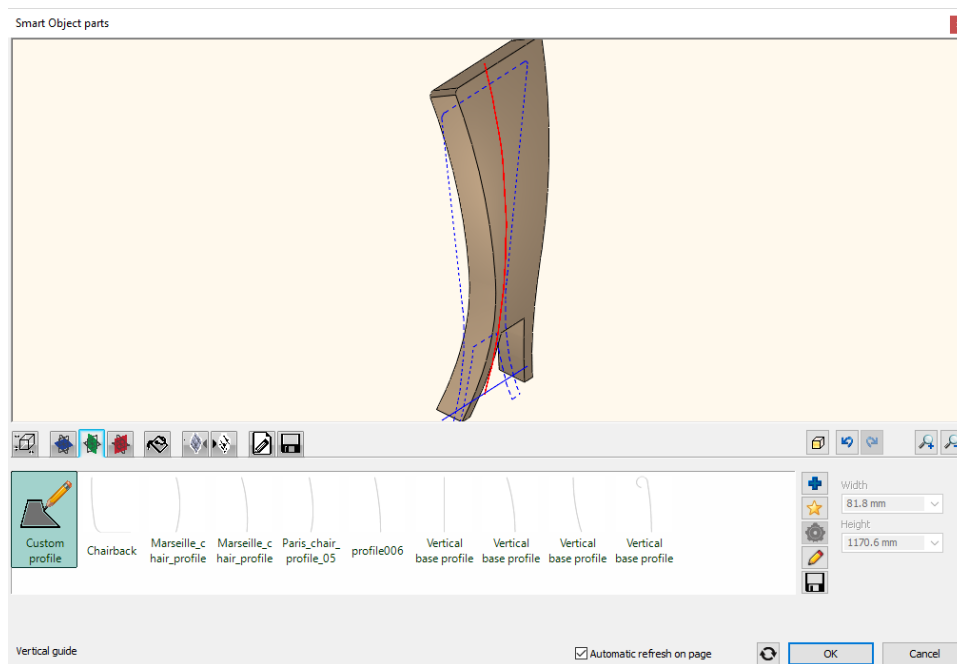 Smart Object parts
Custom
profile
Chairback
Marseille_c
hair_profile
Marseille_c
hair_profile
Paris_chair_
profile_05
profile006
Vertical
base profile
Vertical
base profile
Vertical
base profile
Vertical
base profile
Width
81.8 mm
Height
1170.6 mm
Vertical guide
Automatic refresh on page
OK
Cancel